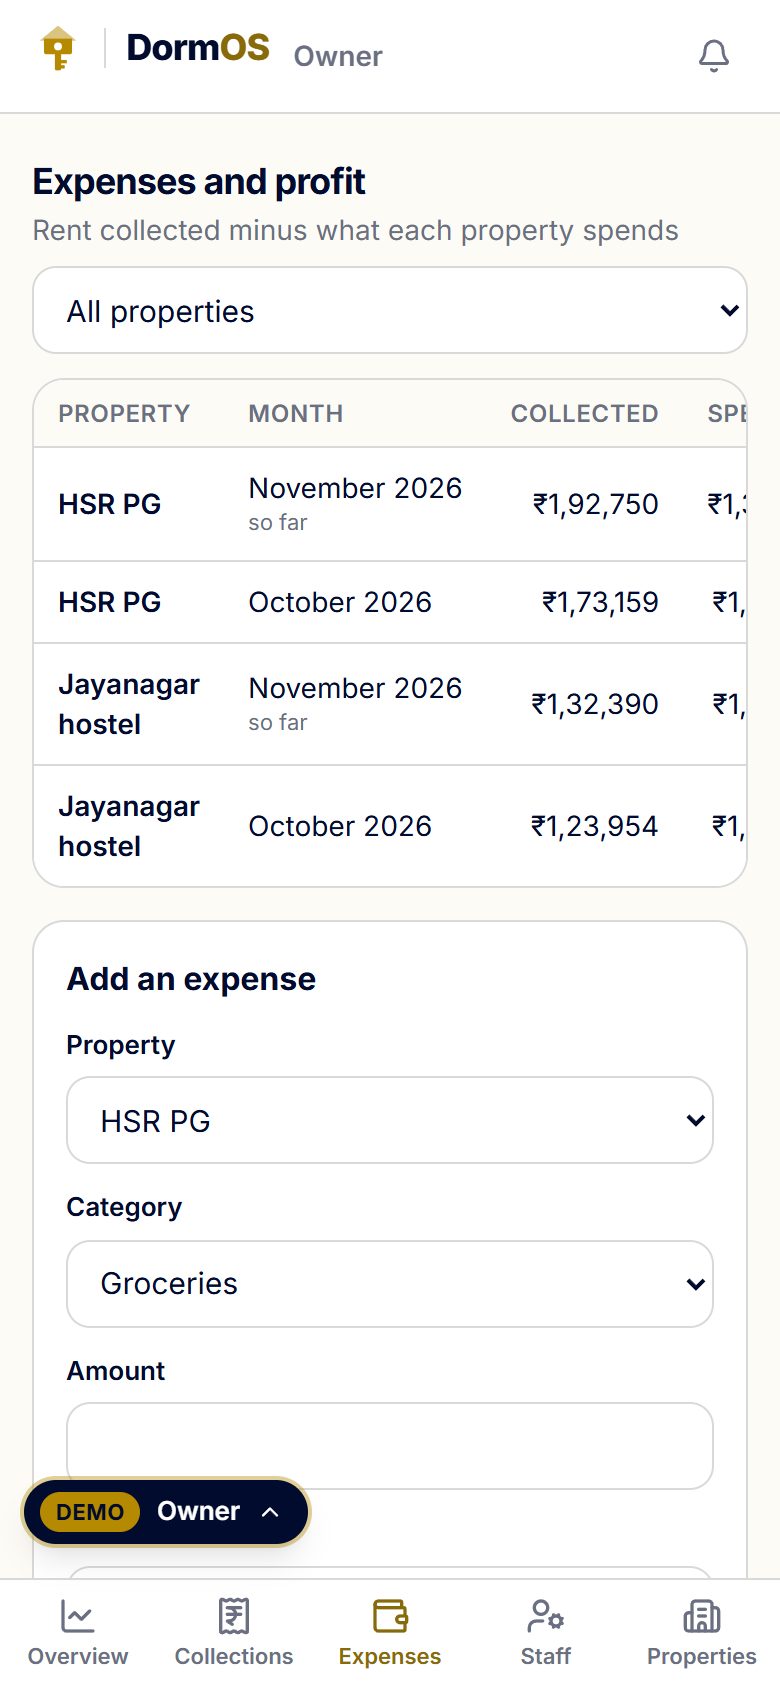 DormOS Owner
Expenses and profit
Rent collected minus what each property spends
All properties
PROPERTY MONTH COLLECTED
HSR PG November 2026 so far ₹1,92,750
HSR PG October 2026 ₹1,73,159
Jayanagar hostel November 2026 so far ₹1,32,390
Jayanagar hostel October 2026 ₹1,23,954
Add an expense
Property
HSR PG
Category
Groceries
Amount
DEMO Owner
Overview Collections Expenses Staff Properties